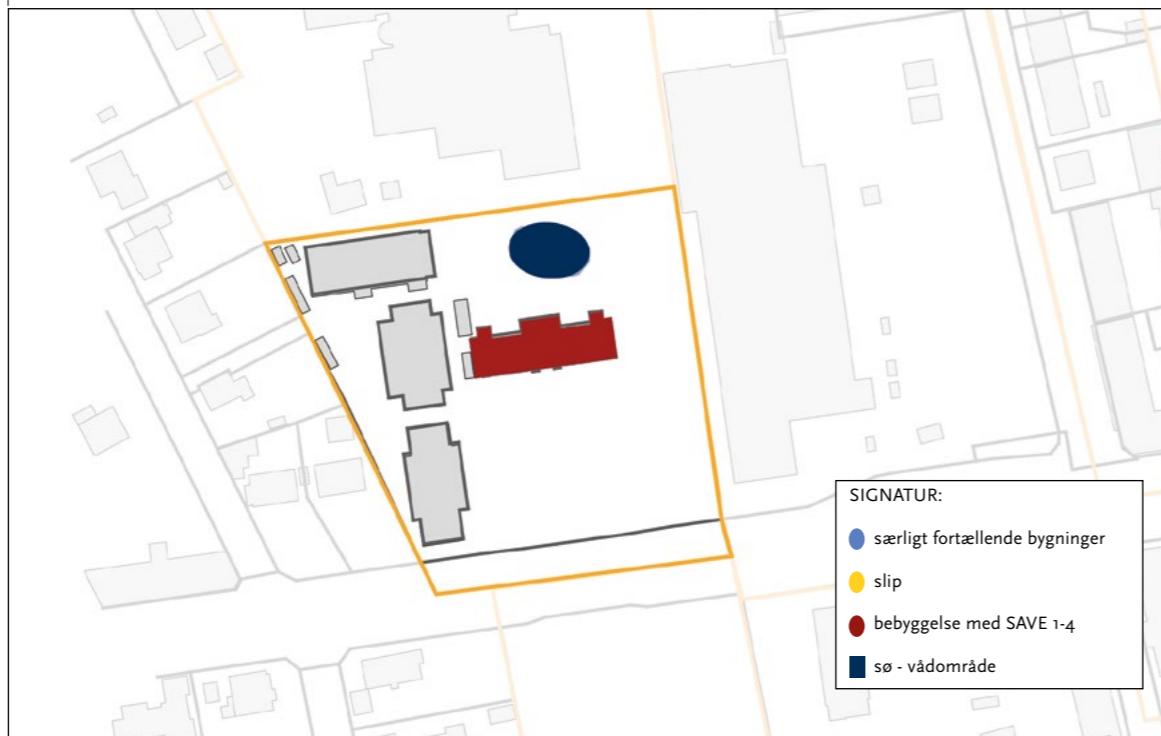 SIGNATUR:
særligt fortællende bygninger
slip
bebyggelse med SAVE 1-4
sø - vådområde